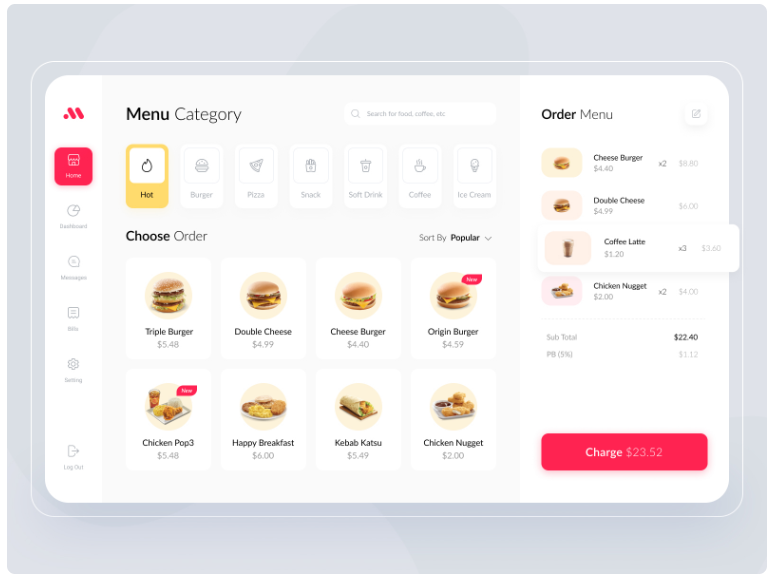 Menu Category
Search for food, coffee, etc
Home
Dashboard
Messages
Bills
Setting
Log Out
Hot
Burger
Pizza
Snack
Soft Drink
Coffee
Ice Cream
Choose Order
Sort By Popular
Triple Burger
$5.48
Double Cheese
$4.99
Cheese Burger
$4.40
New
Origin Burger
$4.59
New
Chicken Pop3
$5.48
Happy Breakfast
$6.00
Kebab Katsu
$5.49
Chicken Nugget
$2.00
Order Menu
Cheese Burger
$4.40
x2
$8.80
Double Cheese
$4.99
$6.00
Coffee Latte
$1.20
x3
$3.60
Chicken Nugget
$2.00
x2
$4.00
Sub Total
$22.40
PB (5%)
$1.12
Charge $23.52